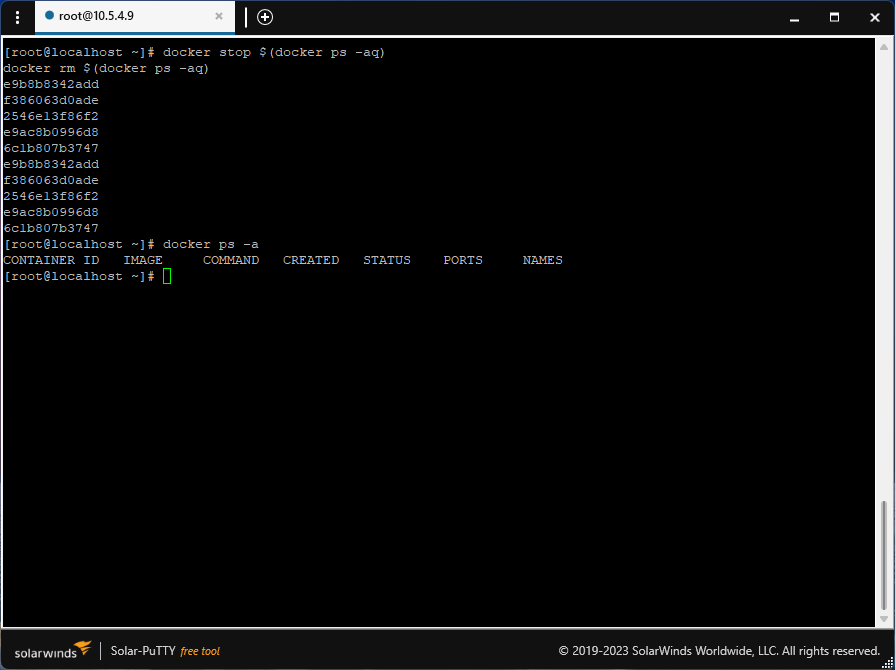 root@10.5.4.9
[root@localhost ~]# docker stop $(docker ps -aq)
docker rm $(docker ps -aq)
e9b8b8342add
f386063d0ade
2546e13f86f2
e9ac8b0996d8
6c1b807b3747
e9b8b8342add
f386063d0ade
2546e13f86f2
e9ac8b0996d8
6c1b807b3747
[root@localhost ~]# docker ps -a
CONTAINER ID   IMAGE     COMMAND   CREATED   STATUS    PORTS     NAMES
[root@localhost ~]#
solarwinds Solar-PuTTY free tool © 2019-2023 SolarWinds Worldwide, LLC. All rights reserved.